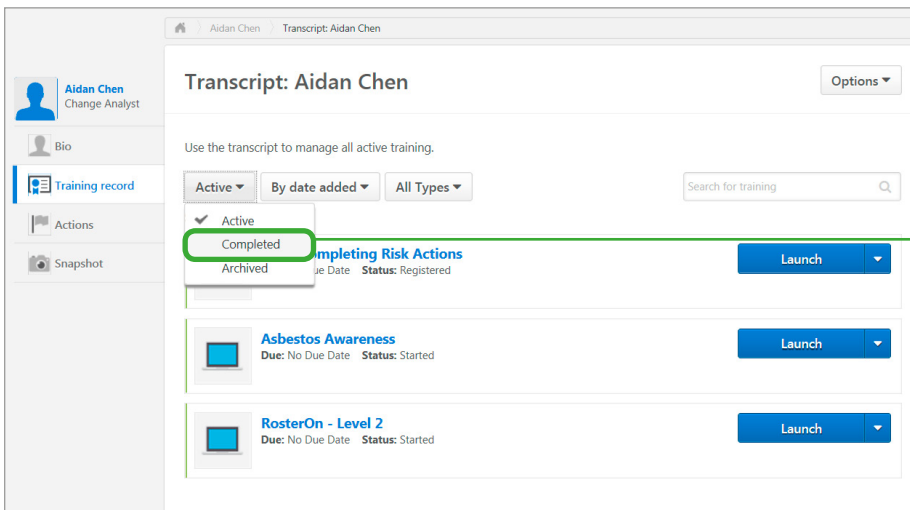 Aidan Chen
Transcript: Aidan Chen
Aidan Chen
Change Analyst
Bio
Training record
Actions
Snapshot
Transcript: Aidan Chen
Options
Use the transcript to manage all active training.
Active
By date added
All Types
Search for training
Active
Completed
Archived
ompleting Risk Actions
ue Date Status: Registered
Launch
Asbestos Awareness
Due: No Due Date Status: Started
Launch
RosterOn - Level 2
Due: No Due Date Status: Started
Launch